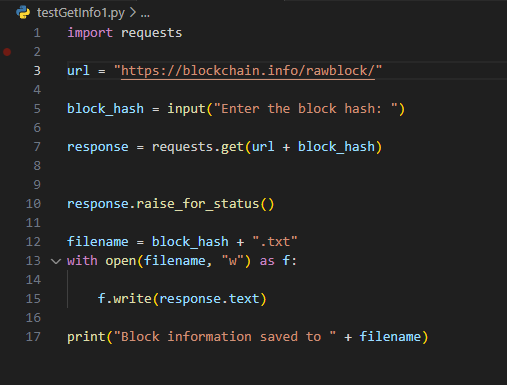 testGetInfo1.py > ...
1 import requests
2
3 url = "https://blockchain.info/rawblock/"
4
5 block_hash = input("Enter the block hash: ")
6
7 response = requests.get(url + block_hash)
8
9
10 response.raise_for_status()
11
12 filename = block_hash + ".txt"
13 with open(filename, "w") as f:
14
15     f.write(response.text)
16
17 print("Block information saved to " + filename)